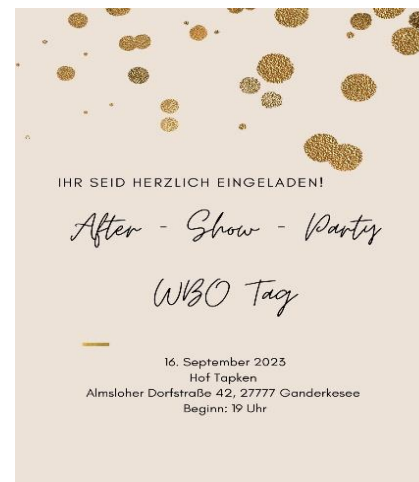 IHR SEID HERZLICH EINGELADEN!
After - Show - Party
WBO Tag
16. September 2023
Hof Tapken
Almsloher Dorfstraße 42, 27777 Ganderkesee
Beginn: 19 Uhr